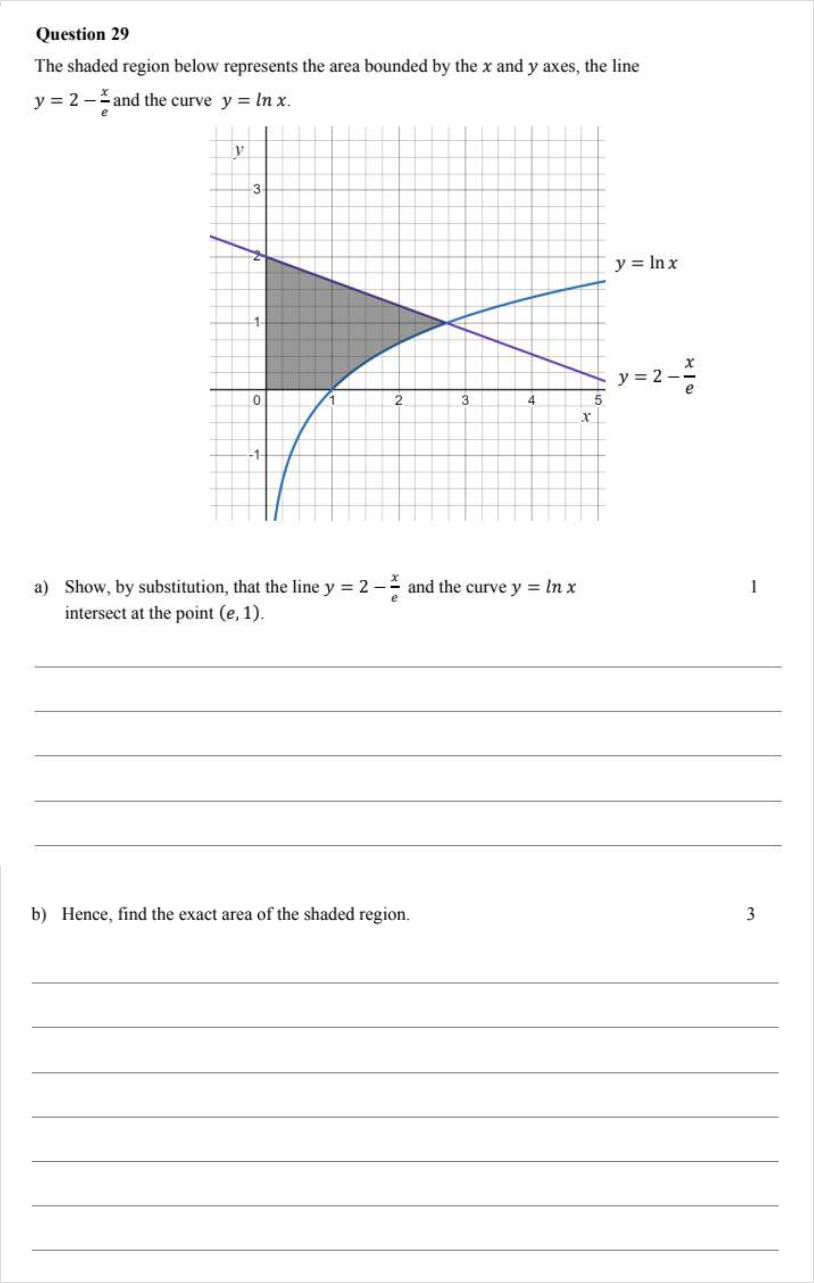 Question 29
The shaded region below represents the area bounded by the x and y axes, the line
y = 2 − x/e and the curve y = ln x.
y
3
2
y = ln x
1
y = 2 − x/e
0 1 2 3 4 5
x
-1
a) Show, by substitution, that the line y = 2 − x/e and the curve y = ln x 1
intersect at the point (e, 1).
b) Hence, find the exact area of the shaded region. 3